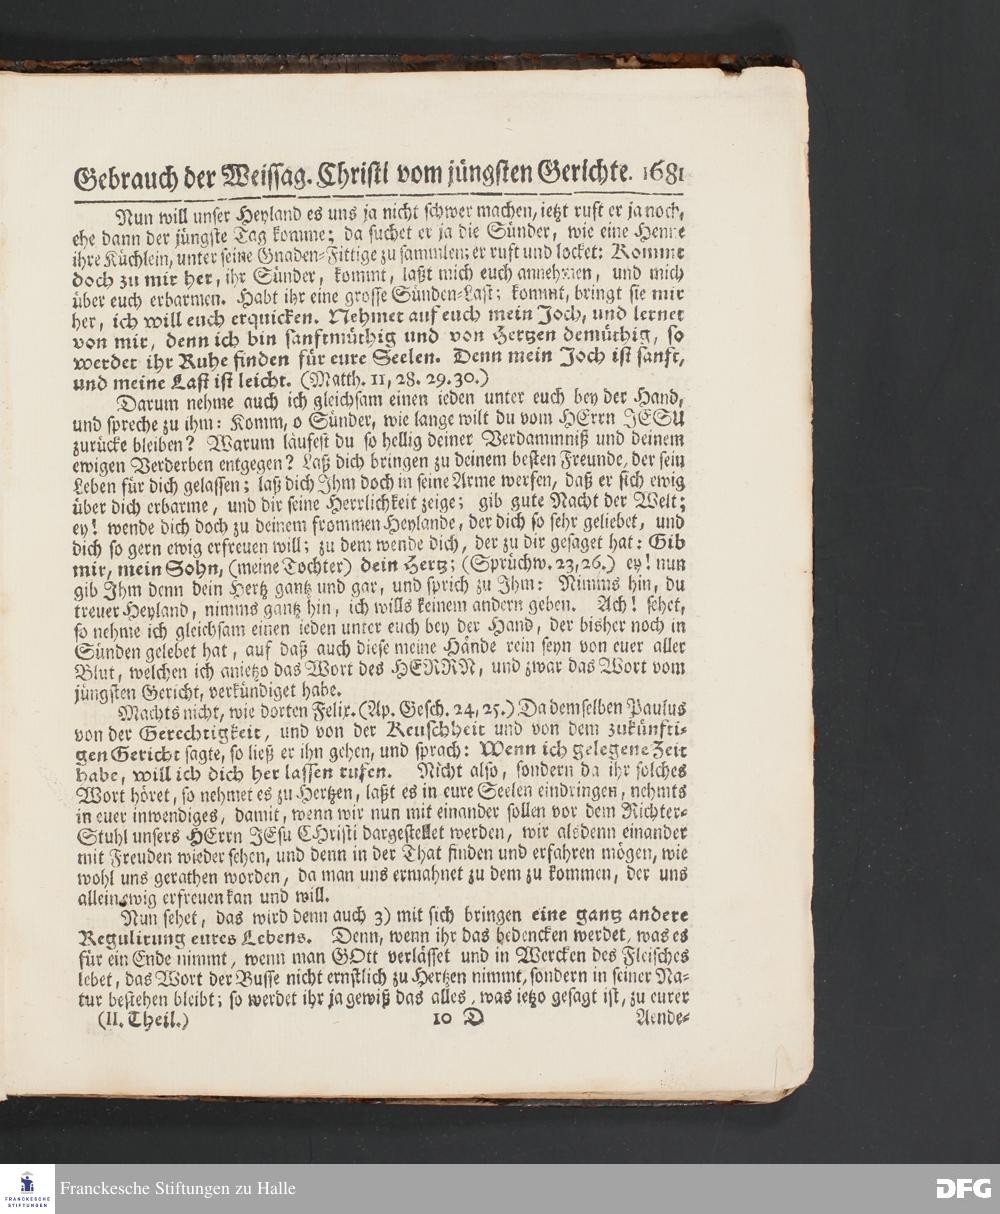 Gebrauch der Weissag. Christi vom jüngsten Gerichte. 1681
Nun will unser Heyland es uns ja nicht schwer machen, ietzt ruft er ja noch,
ehe dann der jüngste Tag komme; da suchet er ja die Sünder, wie eine Henne
ihre Küchlein, unter seine Gnaden-Fittige zu sammlen; er ruft und locket: Kommt
doch zu mir her, ihr Sünder, kommt, laßt mich euch annehmen, und mich
über euch erbarmen. Habt ihr eine grosse Sünden-Last; kommt, bringt sie mir
her, ich will euch erquicken. Nehmet auf euch mein Joch, und lernet
von mir, denn ich bin sanftmüthig und von Hertzen demüthig, so
werdet ihr Ruhe finden für eure Seelen. Denn mein Joch ist sanft,
und meine Last ist leicht. (Matth. 11, 28. 29. 30.)
Darum nehme auch ich gleichsam einen ieden unter euch bey der Hand,
und spreche zu ihm: Komm, o Sünder, wie lange wilt du vom HErrn JESU
zurücke bleiben? Warum läufest du so hellig deiner Verdammniß und deinem
ewigen Verderben entgegen? Laß dich bringen zu deinem besten Freunde, der sein
Leben für dich gelassen; laß dich Ihm doch in seine Arme werfen, daß er sich ewig
über dich erbarme, und dir seine Herrlichkeit zeige; gib gute Nacht der Welt;
ey! wende dich doch zu deinem frommen Heylande, der dich so sehr geliebet, und
dich so gern ewig erfreuen will; zu dem wende dich, der zu dir gesaget hat: Gib
mir, mein Sohn, (meine Tochter) dein Hertz; (Sprüchw. 23, 26.) ey! nun
gib Ihm denn dein Hertz gantz und gar, und sprich zu Ihm: Nimms hin, du
treuer Heyland, nimms gantz hin, ich wills keinem andern geben. Ach! sehet,
so nehme ich gleichsam einen ieden unter euch bey der Hand, der bisher noch in
Sünden gelebet hat, auf daß auch diese meine Hände rein seyn von euer aller
Blut, welchen ich anietzo das Wort des HERRN, und zwar das Wort vom
jüngsten Gericht, verkündiget habe.
Machts nicht, wie dorten Felix. (Ap. Gesch. 24, 25.) Da demselben Paulus
von der Gerechtigkeit, und von der Keuschheit und von dem zukünfti-
gen Gericht sagte, so ließ er ihn gehen, und sprach: Wenn ich gelegene Zeit
habe, will ich dich her lassen rufen. Nicht also, sondern da ihr solches
Wort höret, so nehmet es zu Hertzen, laßt es in eure Seelen eindringen, nehmts
in euer inwendiges, damit, wenn wir nun mit einander sollen vor dem Richter-
Stuhl unsers HErrn JEsu CHristi dargestellet werden, wir alsdenn einander
mit Freuden wieder sehen, und denn in der That finden und erfahren mögen, wie
wohl uns gerathen worden, da man uns ermahnet zu dem zu kommen, der uns
allein ewig erfreuen kan und will.
Nun sehet, das wird denn auch 3) mit sich bringen eine gantz andere
Regulirung eures Lebens. Denn, wenn ihr das bedencken werdet, was es
für ein Ende nimmt, wenn man GOtt verlässet und in Wercken des Fleisches
lebet, das Wort der Busse nicht ernstlich zu Hertzen nimmt, sondern in seiner Na-
tur bestehen bleibt; so werdet ihr ja gewiß das alles, was ietzo gesagt ist, zu eurer
(II. Theil.) 10 D Aende-
FRANCKESCHE
STIFTUNGEN
Franckesche Stiftungen zu Halle
DFG